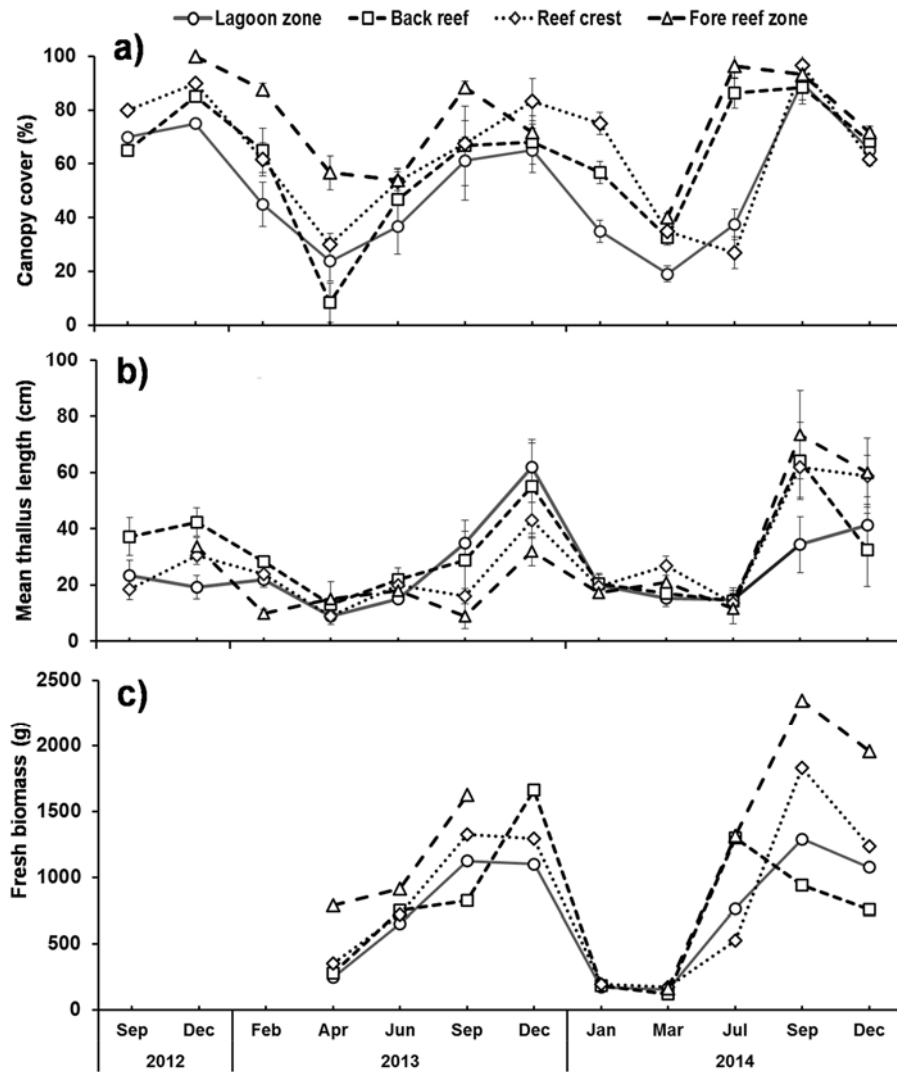 Lagoon zone Back reef Reef crest Fore reef zone
a)
Canopy cover (%)
100
80
60
40
20
0
b)
Mean thallus length (cm)
100
80
60
40
20
0
c)
Fresh biomass (g)
2500
2000
1500
1000
500
0
Sep Dec Feb Apr Jun Sep Dec Jan Mar Jul Sep Dec
2012 2013 2014